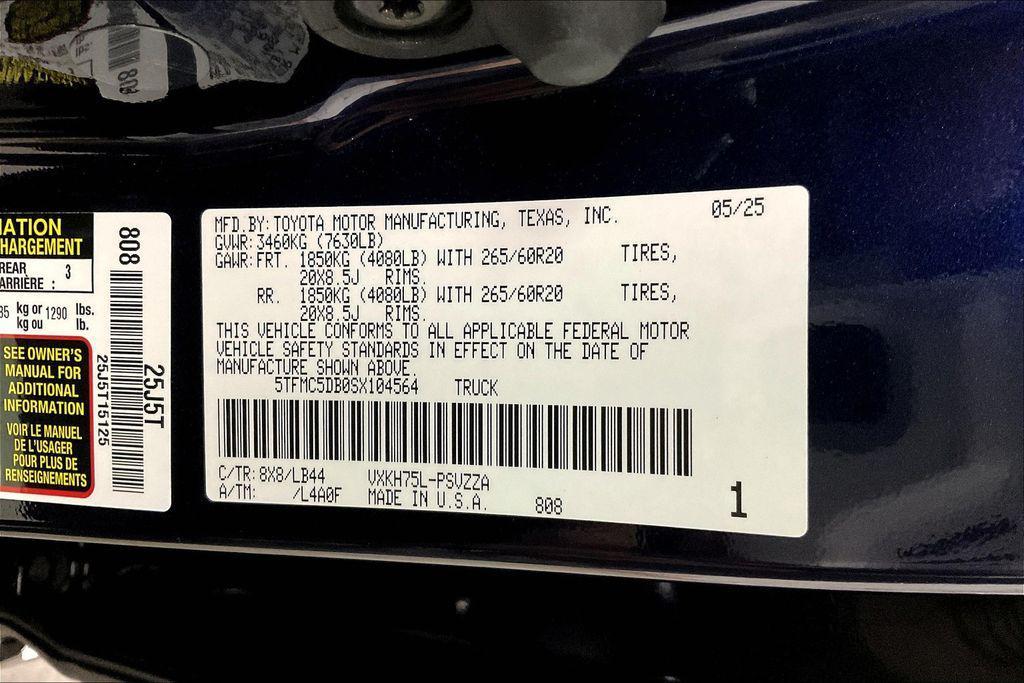 808
IATION
HARGEMENT
REAR 3
ARRIÈRE :
85 kg or 1290 lbs.
kg ou lb.
SEE OWNER'S
MANUAL FOR
ADDITIONAL
INFORMATION
VOIR LE MANUEL
DE L'USAGER
POUR PLUS DE
RENSEIGNEMENTS
808
25J5T15125
25J5T
MFD BY: TOYOTA MOTOR MANUFACTURING, TEXAS, INC. 05/25
GVWR: 3460KG (7630LB)
GAWR: FRT. 1850KG (4080LB) WITH 265/60R20 TIRES,
20X8.5J RIMS.
RR. 1850KG (4080LB) WITH 265/60R20 TIRES,
20X8.5J RIMS.
THIS VEHICLE CONFORMS TO ALL APPLICABLE FEDERAL MOTOR
VEHICLE SAFETY STANDARDS IN EFFECT ON THE DATE OF
MANUFACTURE SHOWN ABOVE.
5TFMC5DB0SX104564 TRUCK
C/TR: 8X8/LB44 VXKH75L-PSVZZA
A/TM: /L4A0F MADE IN U.S.A. 808
1